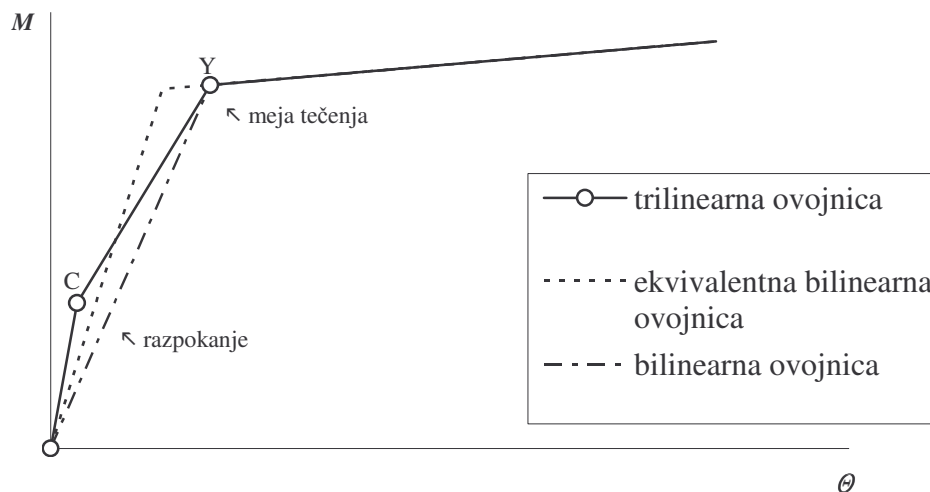 M
Y
↖ meja tečenja
trilinearna ovojnica
C
ekvivalentna bilinearna
ovojnica
↖ razpokanje
bilinearna ovojnica
Θ